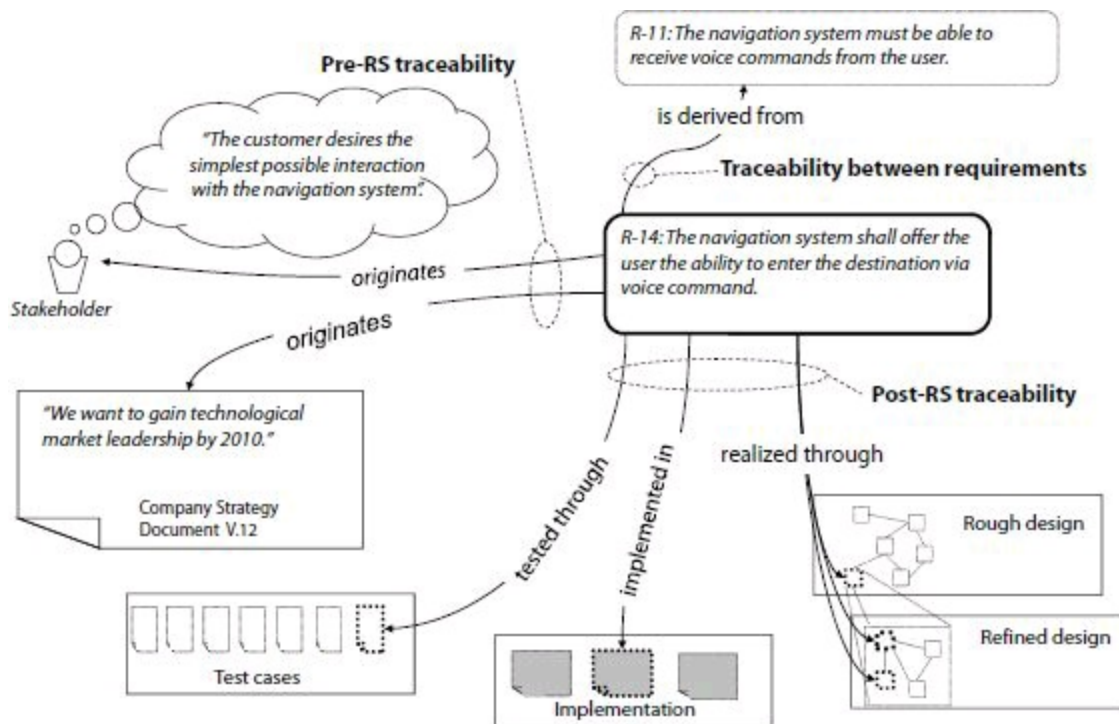 R-11: The navigation system must be able to
receive voice commands from the user.
Pre-RS traceability
is derived from
"The customer desires the
simplest possible interaction
with the navigation system".
Traceability between requirements
R-14: The navigation system shall offer the
user the ability to enter the destination via
voice command.
originates
Stakeholder
originates
Post-RS traceability
"We want to gain technological
market leadership by 2010."
Company Strategy
Document V.12
tested through
implemented in
realized through
Rough design
Refined design
Test cases
Implementation